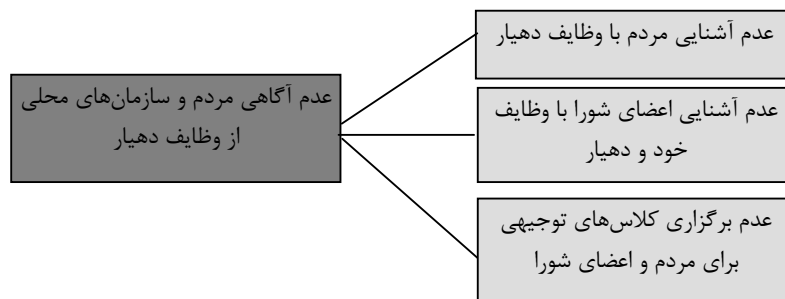 عدم آشنایی مردم با وظایف دهیار
عدم آگاهی مردم و سازمان‌های محلی
از وظایف دهیار
عدم آشنایی اعضای شورا با وظایف
خود و دهیار
عدم برگزاری کلاس‌های توجیهی
برای مردم و اعضای شورا